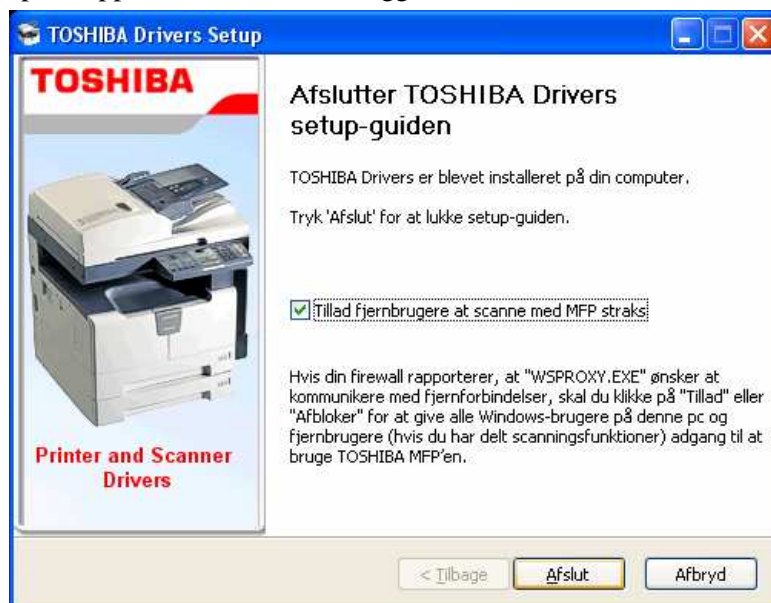 TOSHIBA Drivers Setup
TOSHIBA
Afslutter TOSHIBA Drivers
setup-guiden
TOSHIBA Drivers er blevet installeret på din computer.
Tryk 'Afslut' for at lukke setup-guiden.
Tillad fjernbrugere at scanne med MFP straks
Hvis din firewall rapporterer, at "WSPROXY.EXE" ønsker at
kommunikere med fjernforbindelser, skal du klikke på "Tillad" eller
"Afbloker" for at give alle Windows-brugere på denne pc og
fjernbrugere (hvis du har delt scanningsfunktioner) adgang til at
bruge TOSHIBA MFP'en.
Printer and Scanner
Drivers
< Tilbage
Afslut
Afbryd